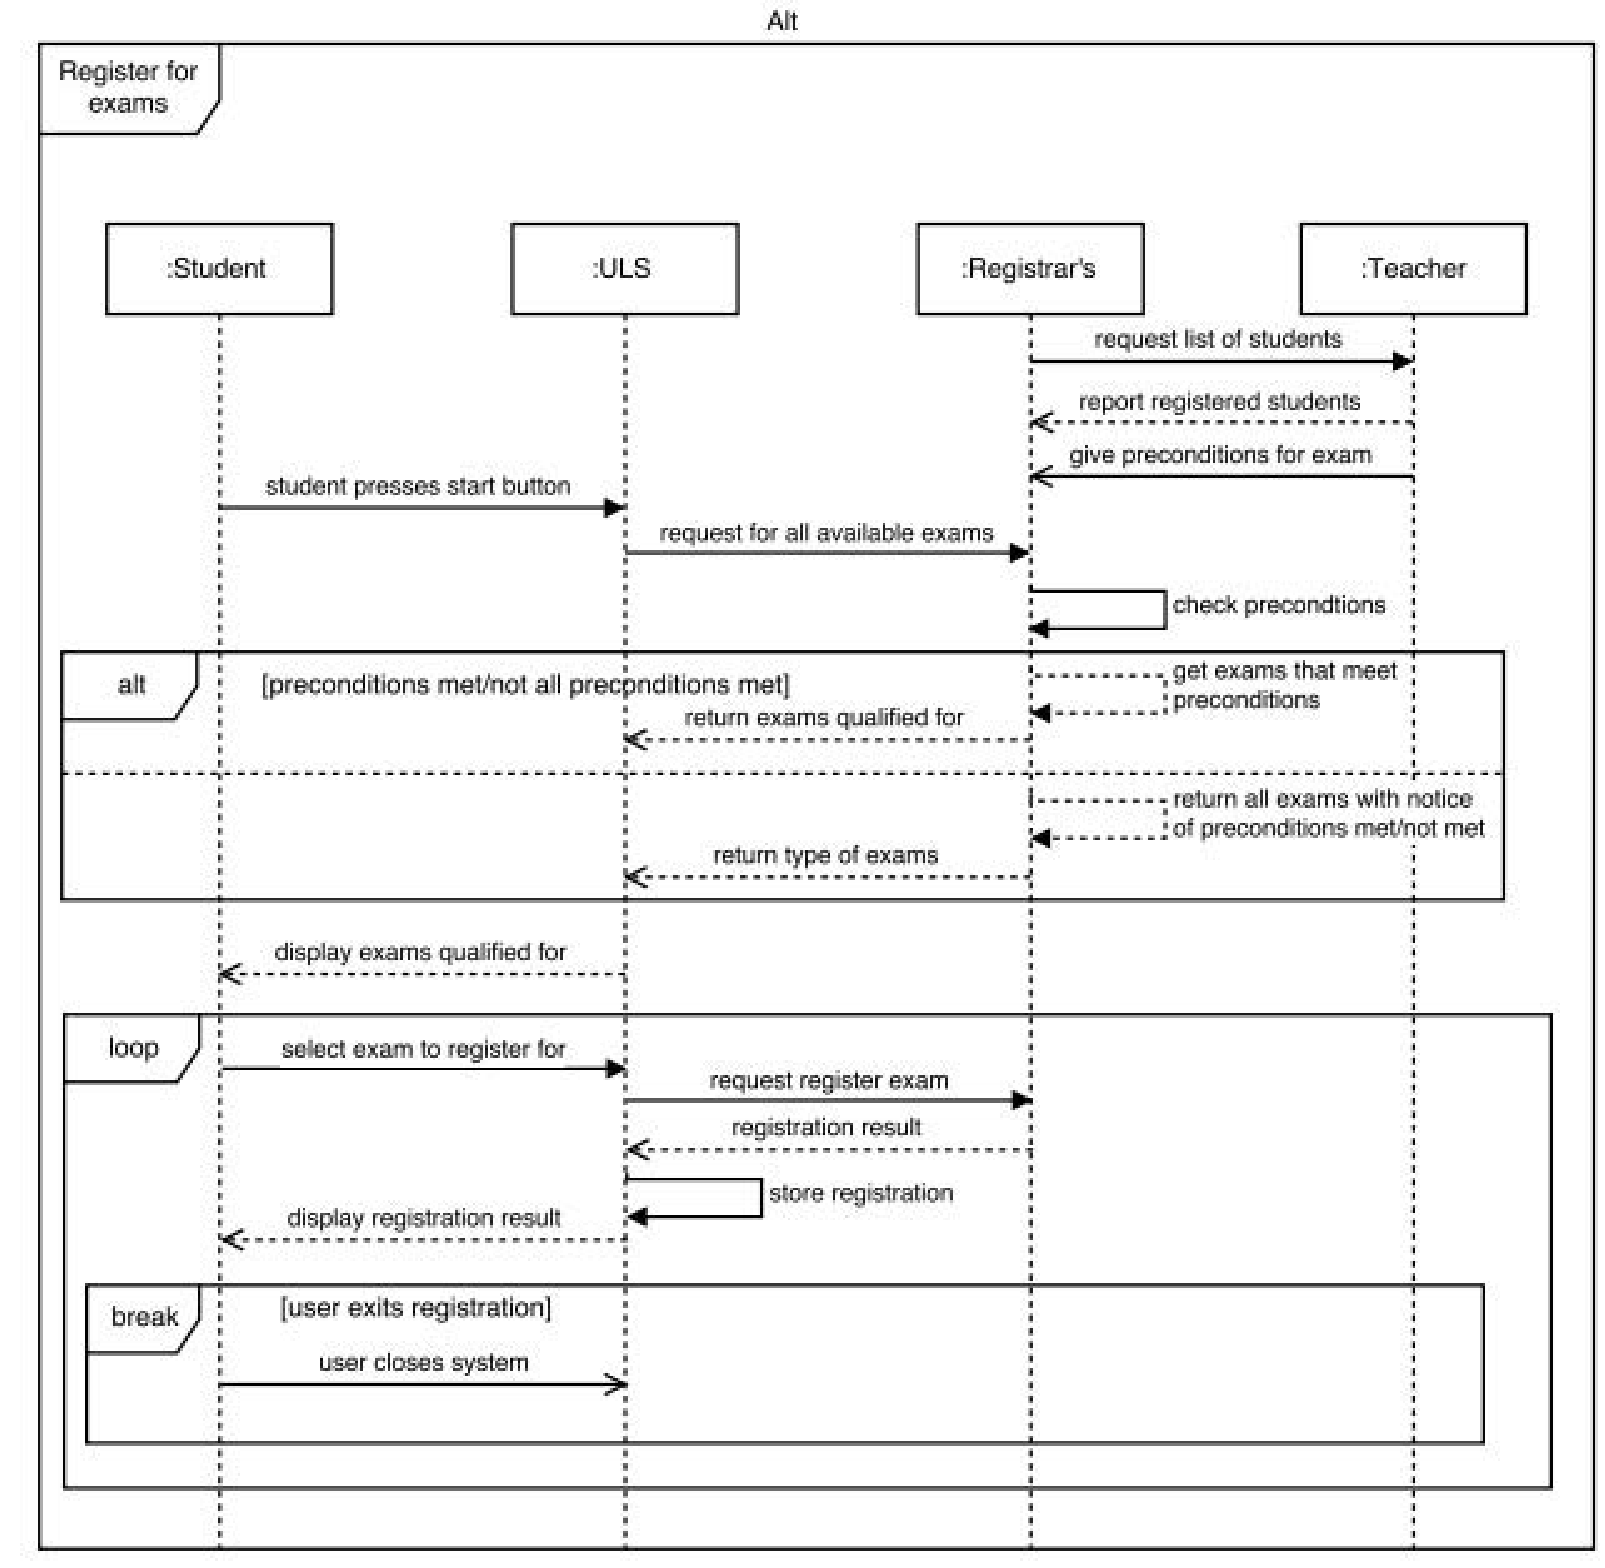 Alt
Register for
exams
:Student
:ULS
:Registrar's
:Teacher
request list of students
report registered students
give preconditions for exam
student presses start button
request for all available exams
check precondtions
alt
[preconditions met/not all preconditions met]
get exams that meet
preconditions
return exams qualified for
return all exams with notice
of preconditions met/not met
return type of exams
display exams qualified for
loop
select exam to register for
request register exam
registration result
store registration
display registration result
break
[user exits registration]
user closes system